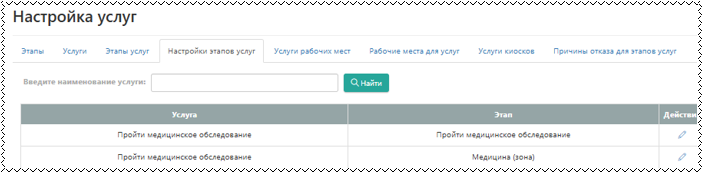 Настройка услуг
Этапы Услуги Этапы услуг Настройки этапов услуг Услуги рабочих мест Рабочие места для услуг Услуги киосков Причины отказа для этапов услуг
Введите наименование услуги: Найти
Услуга Этап Действи
Пройти медицинское обследование Пройти медицинское обследование
Пройти медицинское обследование Медицина (зона)